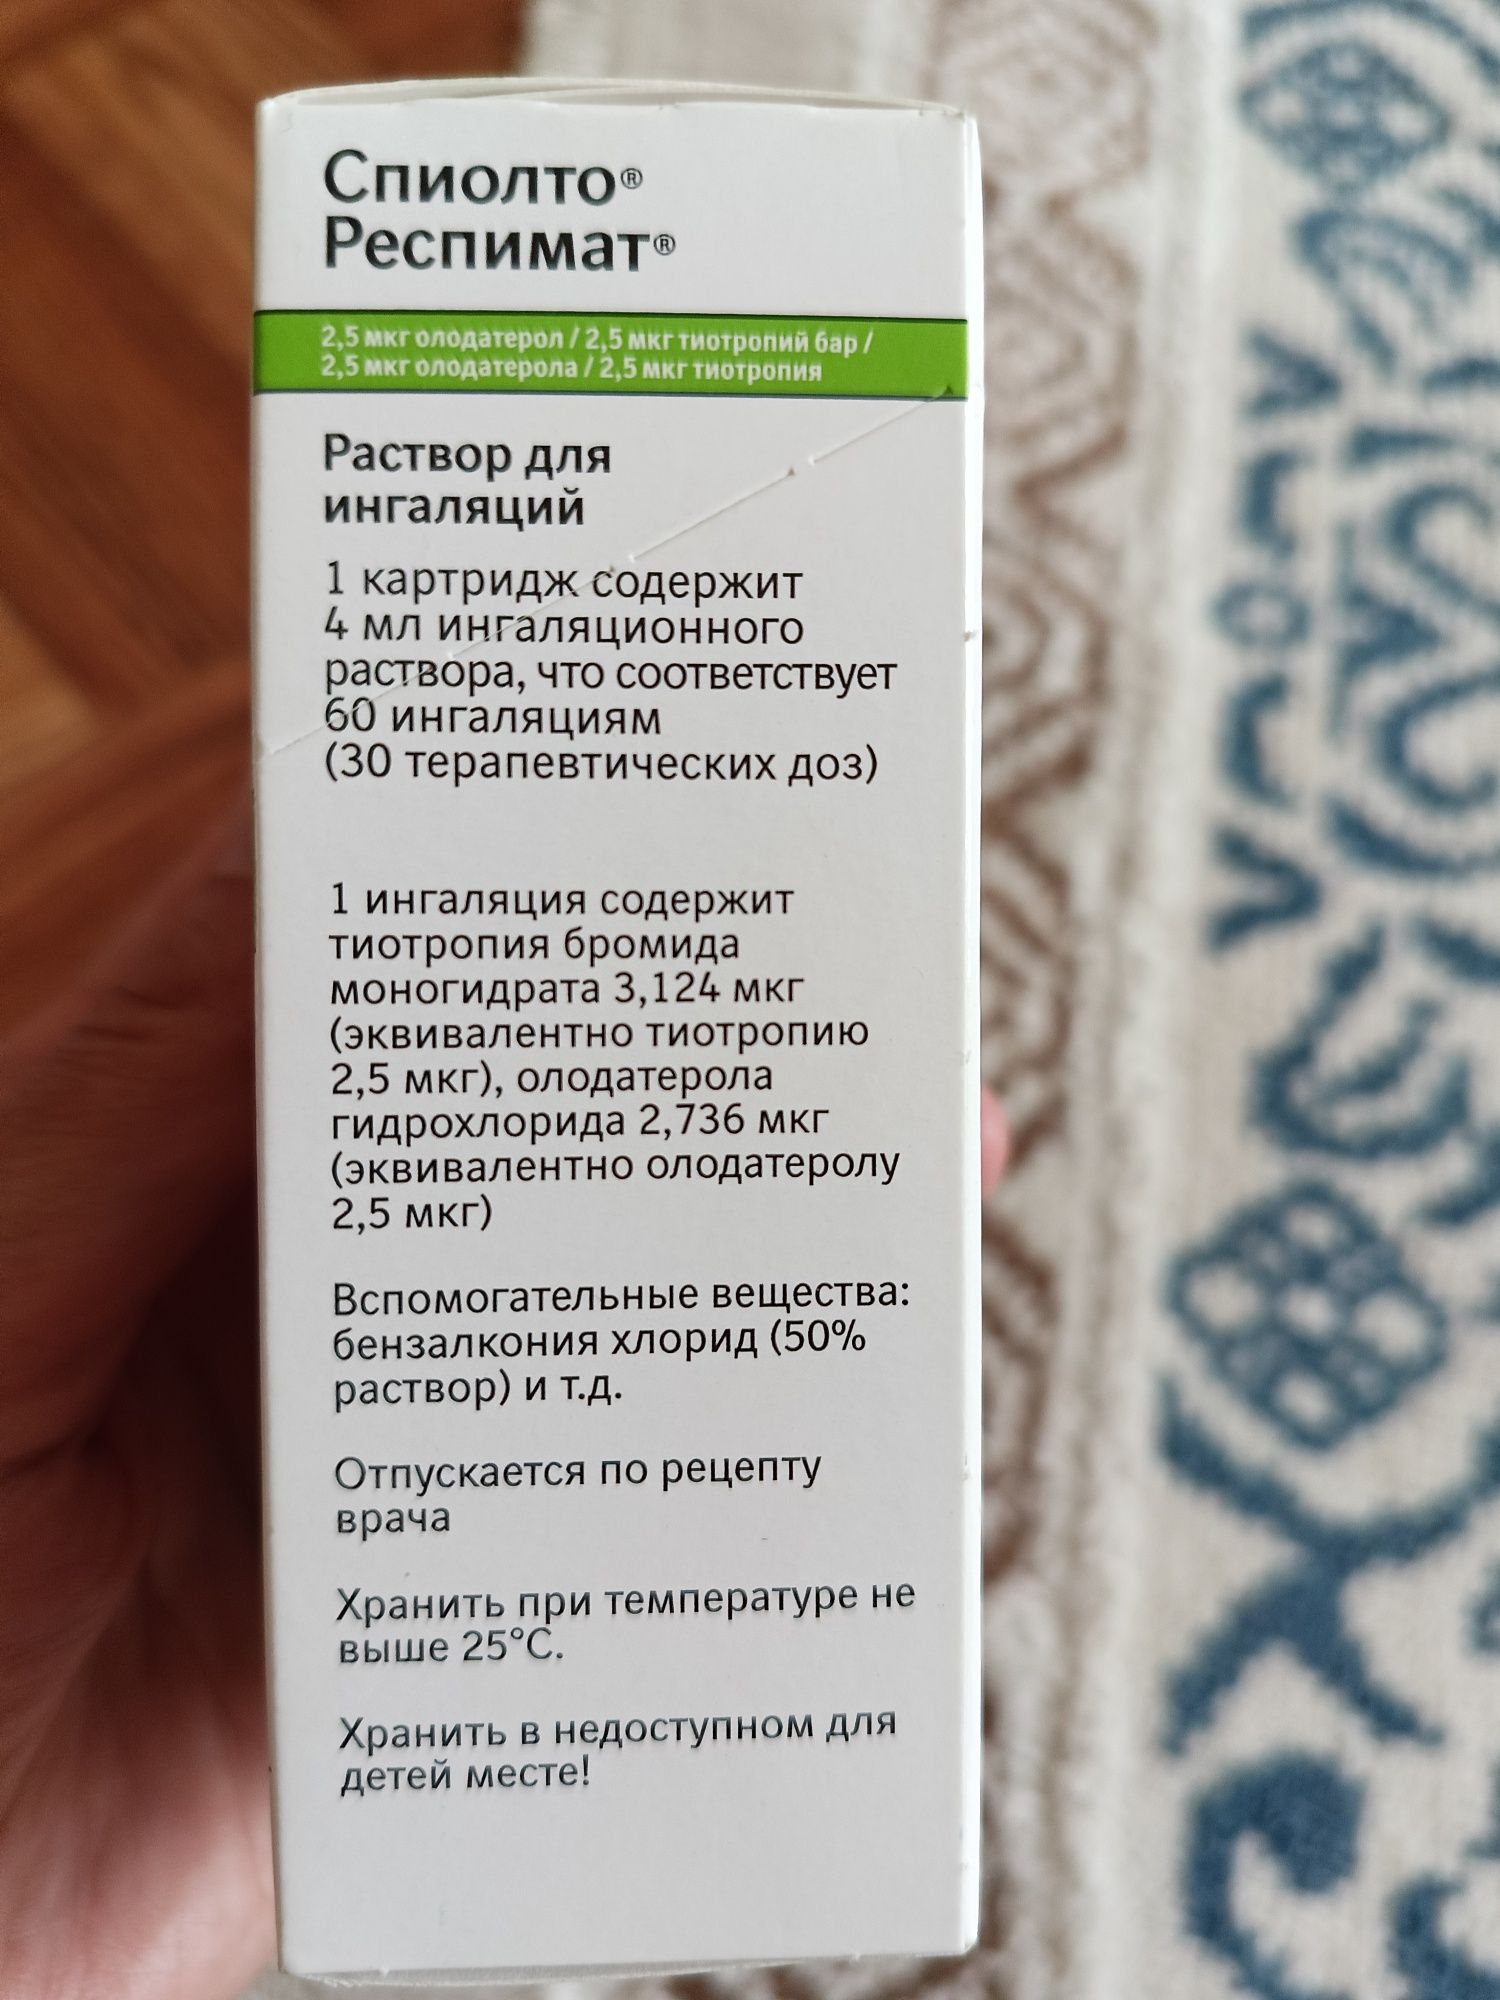 Спиолто®
Респимат®
2,5 мкг олодатерол / 2,5 мкг тиотропий бар /
2,5 мкг олодатерола / 2,5 мкг тиотропия
Раствор для
ингаляций
1 картридж содержит
4 мл ингаляционного
раствора, что соответствует
60 ингаляциям
(30 терапевтических доз)
1 ингаляция содержит
тиотропия бромида
моногидрата 3,124 мкг
(эквивалентно тиотропию
2,5 мкг), олодатерола
гидрохлорида 2,736 мкг
(эквивалентно олодатеролу
2,5 мкг)
Вспомогательные вещества:
бензалкония хлорид (50%
раствор) и т.д.
Отпускается по рецепту
врача
Хранить при температуре не
выше 25°C.
Хранить в недоступном для
детей месте!